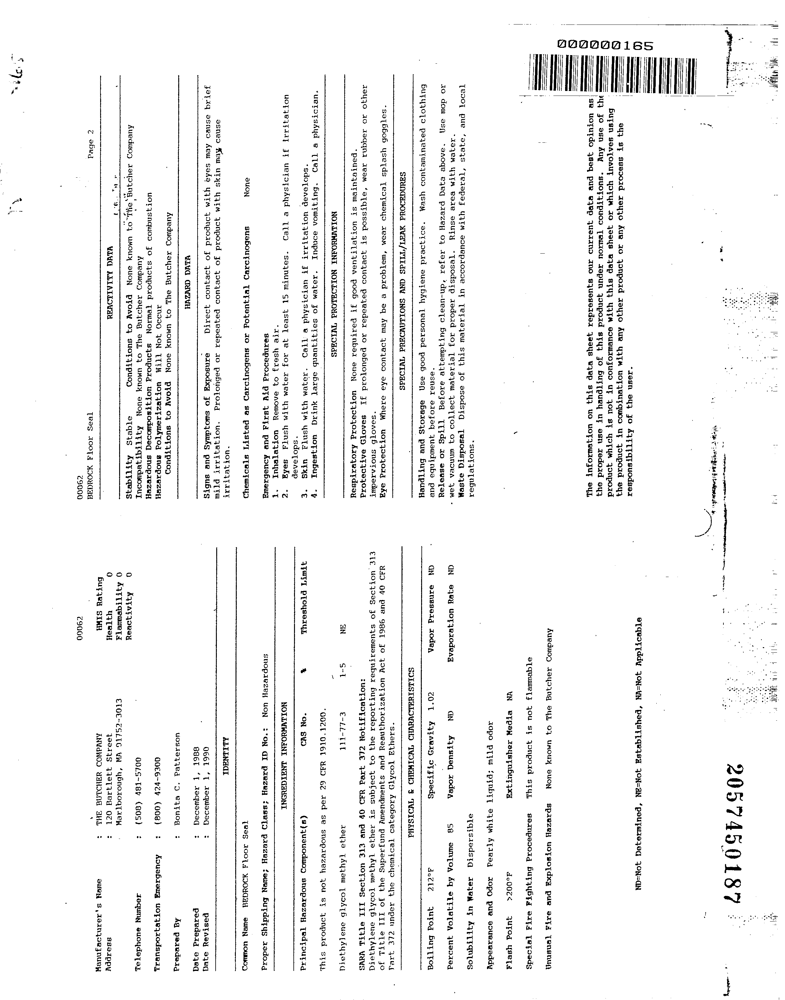 00062
Manufacturer's Name : THE BUTCHER COMPANY
Address : 120 Bartlett Street
Marlborough, MA 01752-3013
HMIS Rating
Health 0
Flammability 0
Reactivity 0
Telephone Number : (508) 481-5700
Transportation Emergency : (800) 424-9300
Prepared By : Bonita C. Patterson
Date Prepared : December 1, 1988
Date Revised : December 1, 1990
IDENTITY
Common Name BEDROCK Floor Seal
Proper Shipping Name; Hazard Class; Hazard ID No.: Non Hazardous
INGREDIENT INFORMATION
Principal Hazardous Component(s) CAS No. % Threshold Limit
This product is not hazardous as per 29 CFR 1910.1200.
Diethylene glycol methyl ether 111-77-3 1-5 NE
SARA Title III Section 313 and 40 CFR Part 372 Notification:
Diethylene glycol methyl ether is subject to the reporting requirements of Section 313
of Title III of the Superfund Amendments and Reauthorization Act of 1986 and 40 CFR
Part 372 under the chemical category Glycol Ethers.
PHYSICAL & CHEMICAL CHARACTERISTICS
Boiling Point 212°F Specific Gravity 1.02 Vapor Pressure ND
Percent Volatile by Volume 85 Vapor Density ND Evaporation Rate ND
Solubility in Water Dispersible
Appearance and Odor Pearly white liquid; mild odor
Flash Point >200°F Extinguisher Media NA
Special Fire Fighting Procedures This product is not flammable
Unusual Fire and Explosion Hazards None known to The Butcher Company
ND=Not Determined, NE=Not Established, NA=Not Applicable
2057450187
00062
BEDROCK Floor Seal Page 2
REACTIVITY DATA
Stability Stable Conditions to Avoid None known to The Butcher Company
Incompatibility None known to The Butcher Company
Hazardous Decomposition Products Normal products of combustion
Hazardous Polymerization Will Not Occur
Conditions to Avoid None known to The Butcher Company
HAZARD DATA
Signs and Symptoms of Exposure Direct contact of product with eyes may cause brief
mild irritation. Prolonged or repeated contact of product with skin may cause
irritation.
Chemicals Listed as Carcinogens or Potential Carcinogens None
Emergency and First Aid Procedures
1. Inhalation Remove to fresh air.
2. Eyes Flush with water for at least 15 minutes. Call a physician if irritation
develops.
3. Skin Flush with water. Call a physician if irritation develops.
4. Ingestion Drink large quantities of water. Induce vomiting. Call a physician.
SPECIAL PROTECTION INFORMATION
Respiratory Protection None required if good ventilation is maintained.
Protective Gloves If prolonged or repeated contact is possible, wear rubber or other
impervious gloves.
Eye Protection Where eye contact may be a problem, wear chemical splash goggles.
SPECIAL PRECAUTIONS AND SPILL/LEAK PROCEDURES
Handling and Storage Use good personal hygiene practice. Wash contaminated clothing
and equipment before reuse.
Release or Spill Before attempting clean-up, refer to Hazard Data above. Use mop or
wet vacuum to collect material for proper disposal. Rinse area with water.
Waste Disposal Dispose of this material in accordance with federal, state, and local
regulations.
The information on this data sheet represents our current data and best opinion as
the proper use in handling of this product under normal conditions. Any use of the
product which is not in conformance with this data sheet or which involves using
the product in combination with any other product or any other process is the
responsibility of the user.
000000165